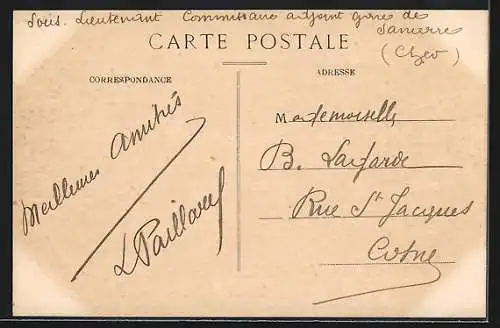 Sous. Lieutenant Commissaire adjoint gare de
Sancerre
(Cher)
CARTE POSTALE
CORRESPONDANCE
Meilleures amitiés
L Paillard
ADRESSE
Mademoiselle
B. Lagarde
Rue St Jacques
Cosne